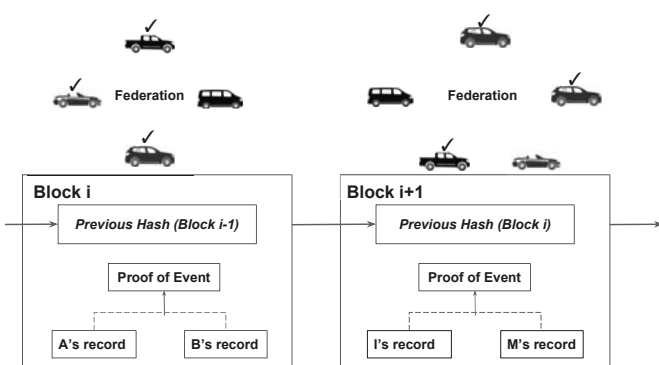 Federation
Federation
Block i
Previous Hash (Block i-1)
Proof of Event
A's record
B's record
Block i+1
Previous Hash (Block i)
Proof of Event
I's record
M's record